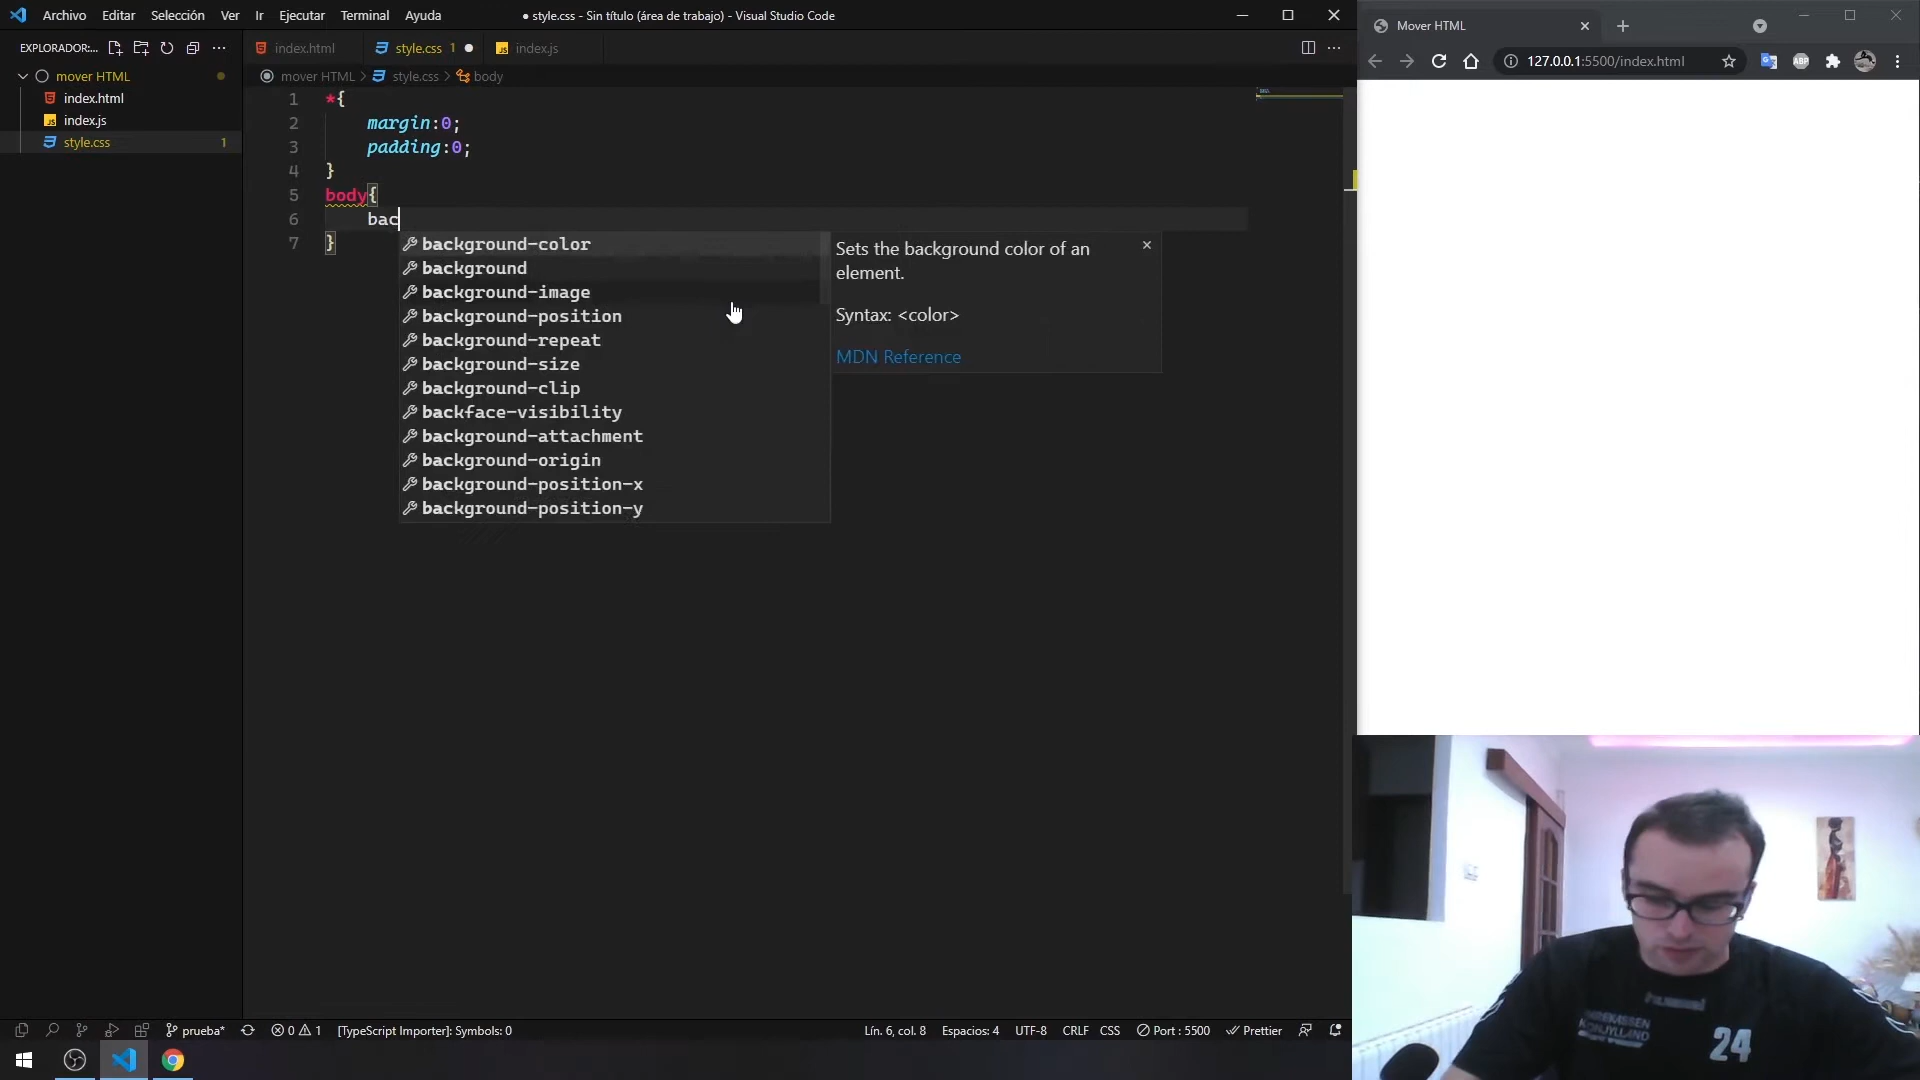 Archivo Editar Selección Ver Ir Ejecutar Terminal Ayuda
● style.css - Sin título (área de trabajo) - Visual Studio Code
EXPLORADOR:...
mover HTML
index.html
index.js
style.css 1
index.html
style.css 1
index.js
mover HTML > style.css > body
1 *{
2 margin:0;
3 padding:0;
4 }
5 body{
6 bac
7 }
background-color
background
background-image
background-position
background-repeat
background-size
background-clip
backface-visibility
background-attachment
background-origin
background-position-x
background-position-y
Sets the background color of an
element.
Syntax: <color>
MDN Reference
Mover HTML
127.0.0.1:5500/index.html
ABP
24
prueba* 0 1 [TypeScript Importer]: Symbols: 0
Lín. 6, col. 8 Espacios: 4 UTF-8 CRLF CSS Port : 5500 Prettier